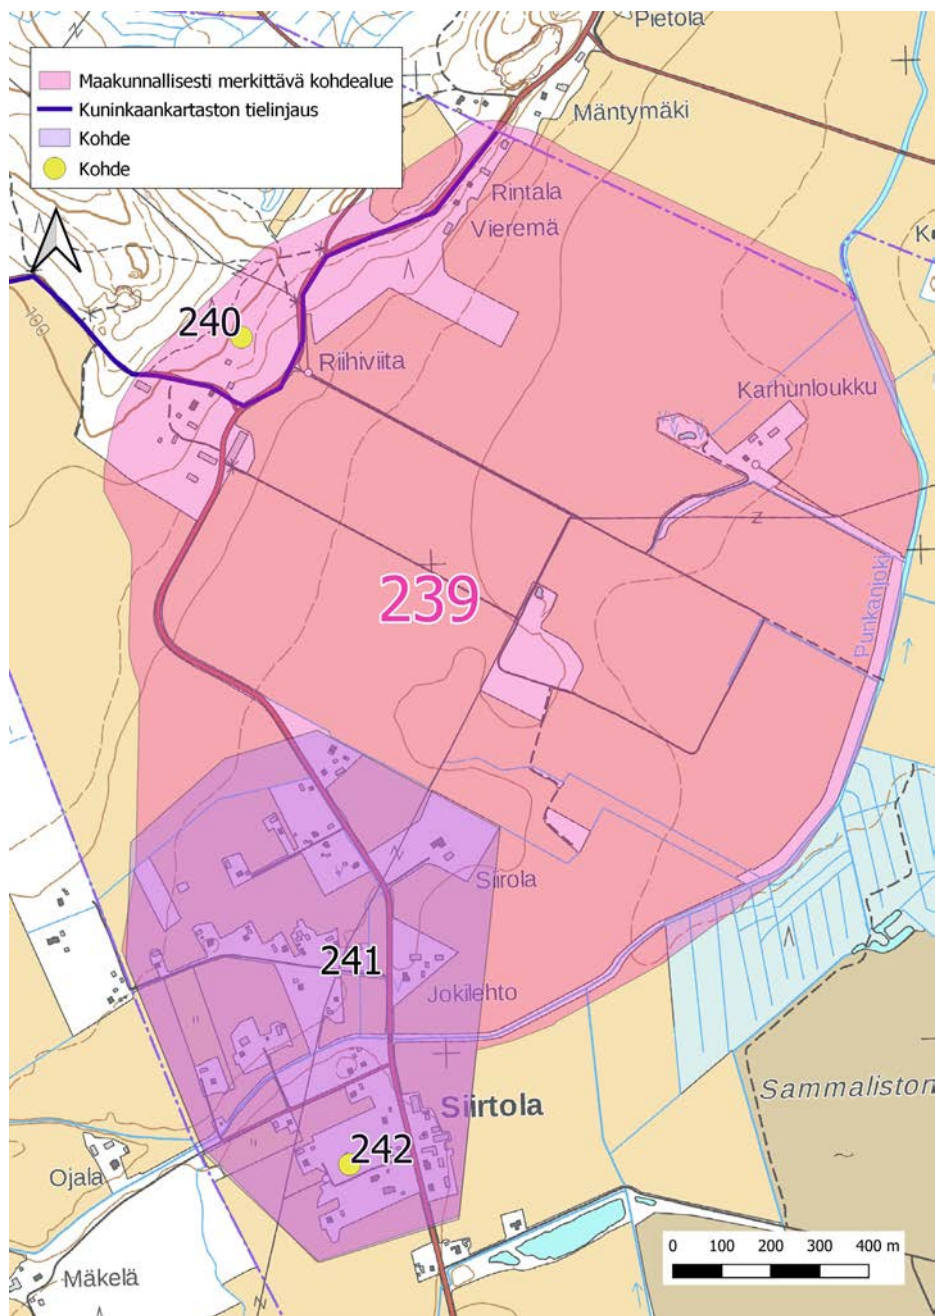 Pietola
Maakunnallisesti merkittävä kohdealue
Kuninkaankartaston tielinjaus
Kohde
Kohde
Mäntymäki
Rintala
Vieremä
100
240
Riihiviita
Karhunloukku
239
Punkanjoki
Siirola
241
Jokilehto
Sammaliston
Siirtola
242
Ojala
Mäkelä
0 100 200 300 400 m